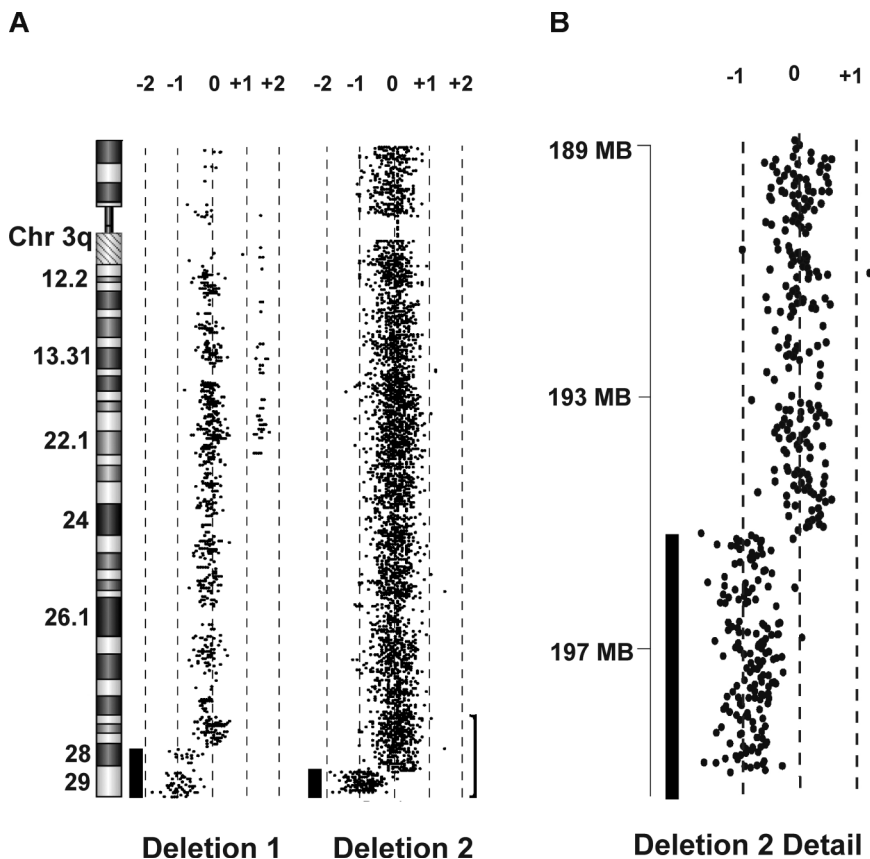 A
B
-2 -1 0 +1 +2
-2 -1 0 +1 +2
-1 0 +1
189 MB
Chr 3q
12.2
13.31
193 MB
22.1
24
26.1
197 MB
28
29
Deletion 1
Deletion 2
Deletion 2 Detail